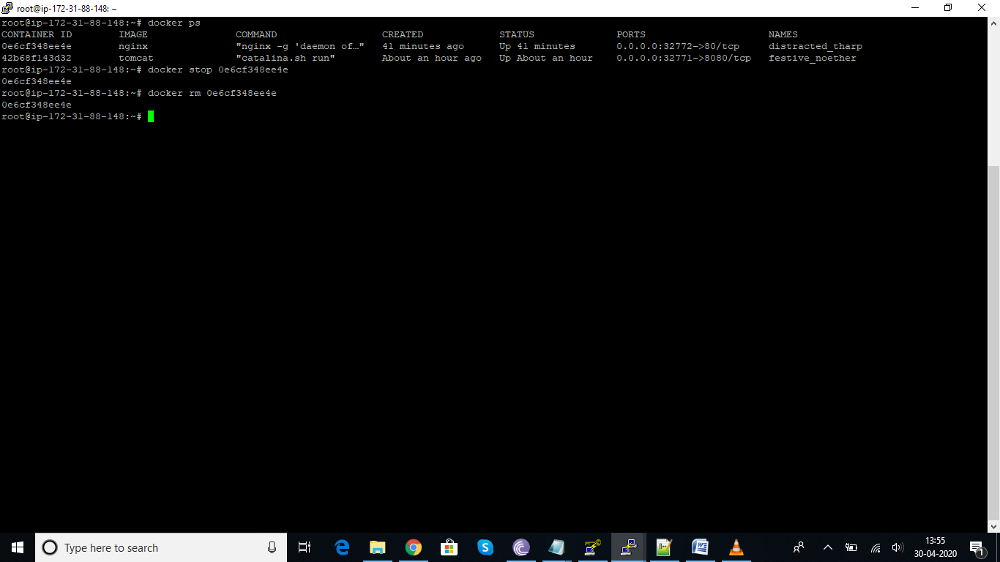 root@ip-172-31-88-148: ~
root@ip-172-31-88-148:~# docker ps
CONTAINER ID        IMAGE               COMMAND                  CREATED             STATUS              PORTS                     NAMES
0e6cf348ee4e        nginx               "nginx -g 'daemon of…"   41 minutes ago      Up 41 minutes       0.0.0.0:32772->80/tcp     distracted_tharp
42b68f143d32        tomcat              "catalina.sh run"        About an hour ago   Up About an hour    0.0.0.0:32771->8080/tcp   festive_noether
root@ip-172-31-88-148:~# docker stop 0e6cf348ee4e
0e6cf348ee4e
root@ip-172-31-88-148:~# docker rm 0e6cf348ee4e
0e6cf348ee4e
root@ip-172-31-88-148:~#
Type here to search
13:55
30-04-2020
1